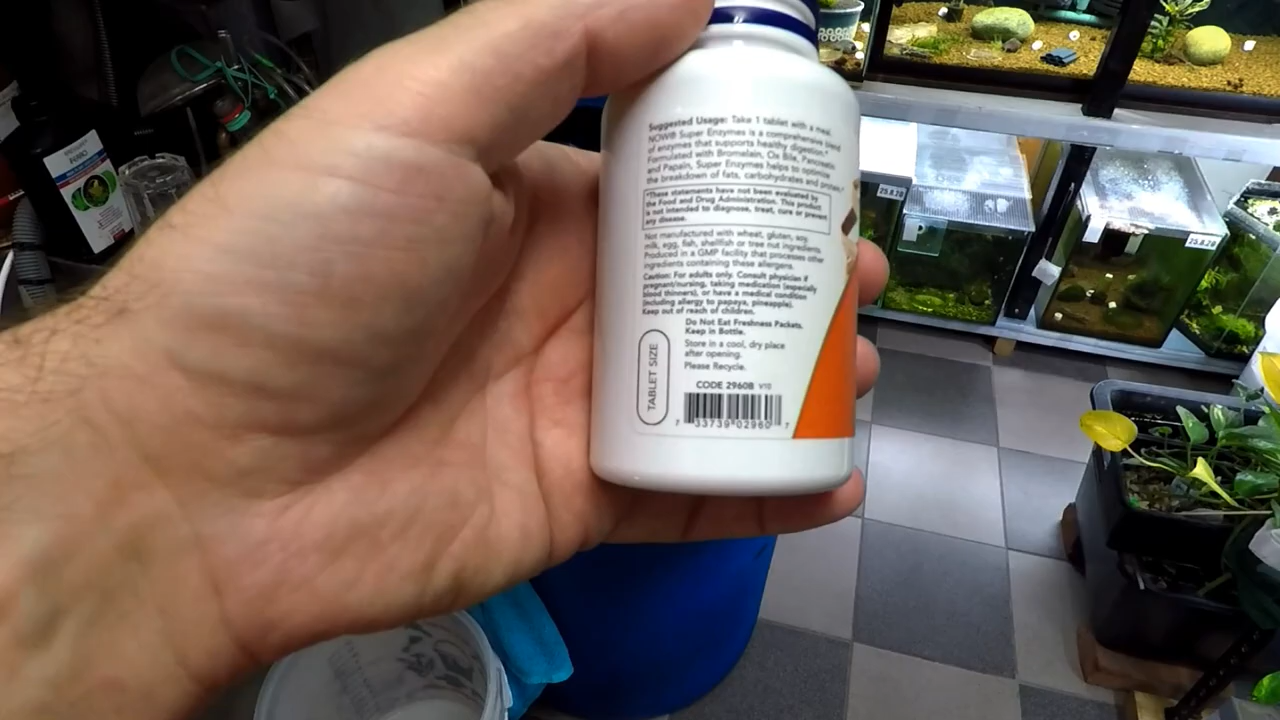 Suggested Usage: Take 1 tablet with a meal.
NOW® Super Enzymes is a comprehensive blend
of enzymes that supports healthy digestion.*
Formulated with Bromelain, Ox Bile, Pancreatin
and Papain, Super Enzymes helps to optimize
the breakdown of fats, carbohydrates and protein.*
*These statements have not been evaluated by
the Food and Drug Administration. This product
is not intended to diagnose, treat, cure or prevent
any disease.
Not manufactured with wheat, gluten, soy,
milk, egg, fish, shellfish or tree nut ingredients.
Produced in a GMP facility that processes other
ingredients containing these allergens.
Caution: For adults only. Consult physician if
pregnant/nursing, taking medication (especially
blood thinners), or have a medical condition
(including allergy to papaya, pineapple).
Keep out of reach of children.
Do Not Eat Freshness Packets.
Keep in Bottle.
Store in a cool, dry place
after opening.
Please Recycle.
TABLET SIZE
CODE 2960B V10
7 33739 02960 7
25.8.20
25.8.20